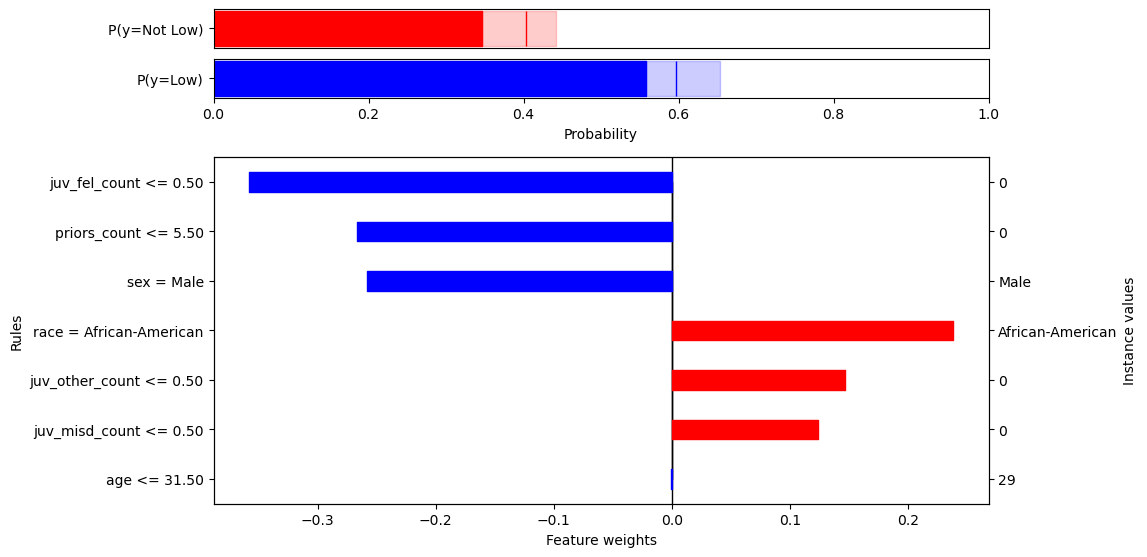 P(y=Not Low)
P(y=Low)
0.0 0.2 0.4 0.6 0.8 1.0
Probability
Rules
juv_fel_count <= 0.50 0
priors_count <= 5.50 0
sex = Male Male
race = African-American African-American
juv_other_count <= 0.50 0
juv_misd_count <= 0.50 0
age <= 31.50 29
Instance values
−0.3 −0.2 −0.1 0.0 0.1 0.2
Feature weights